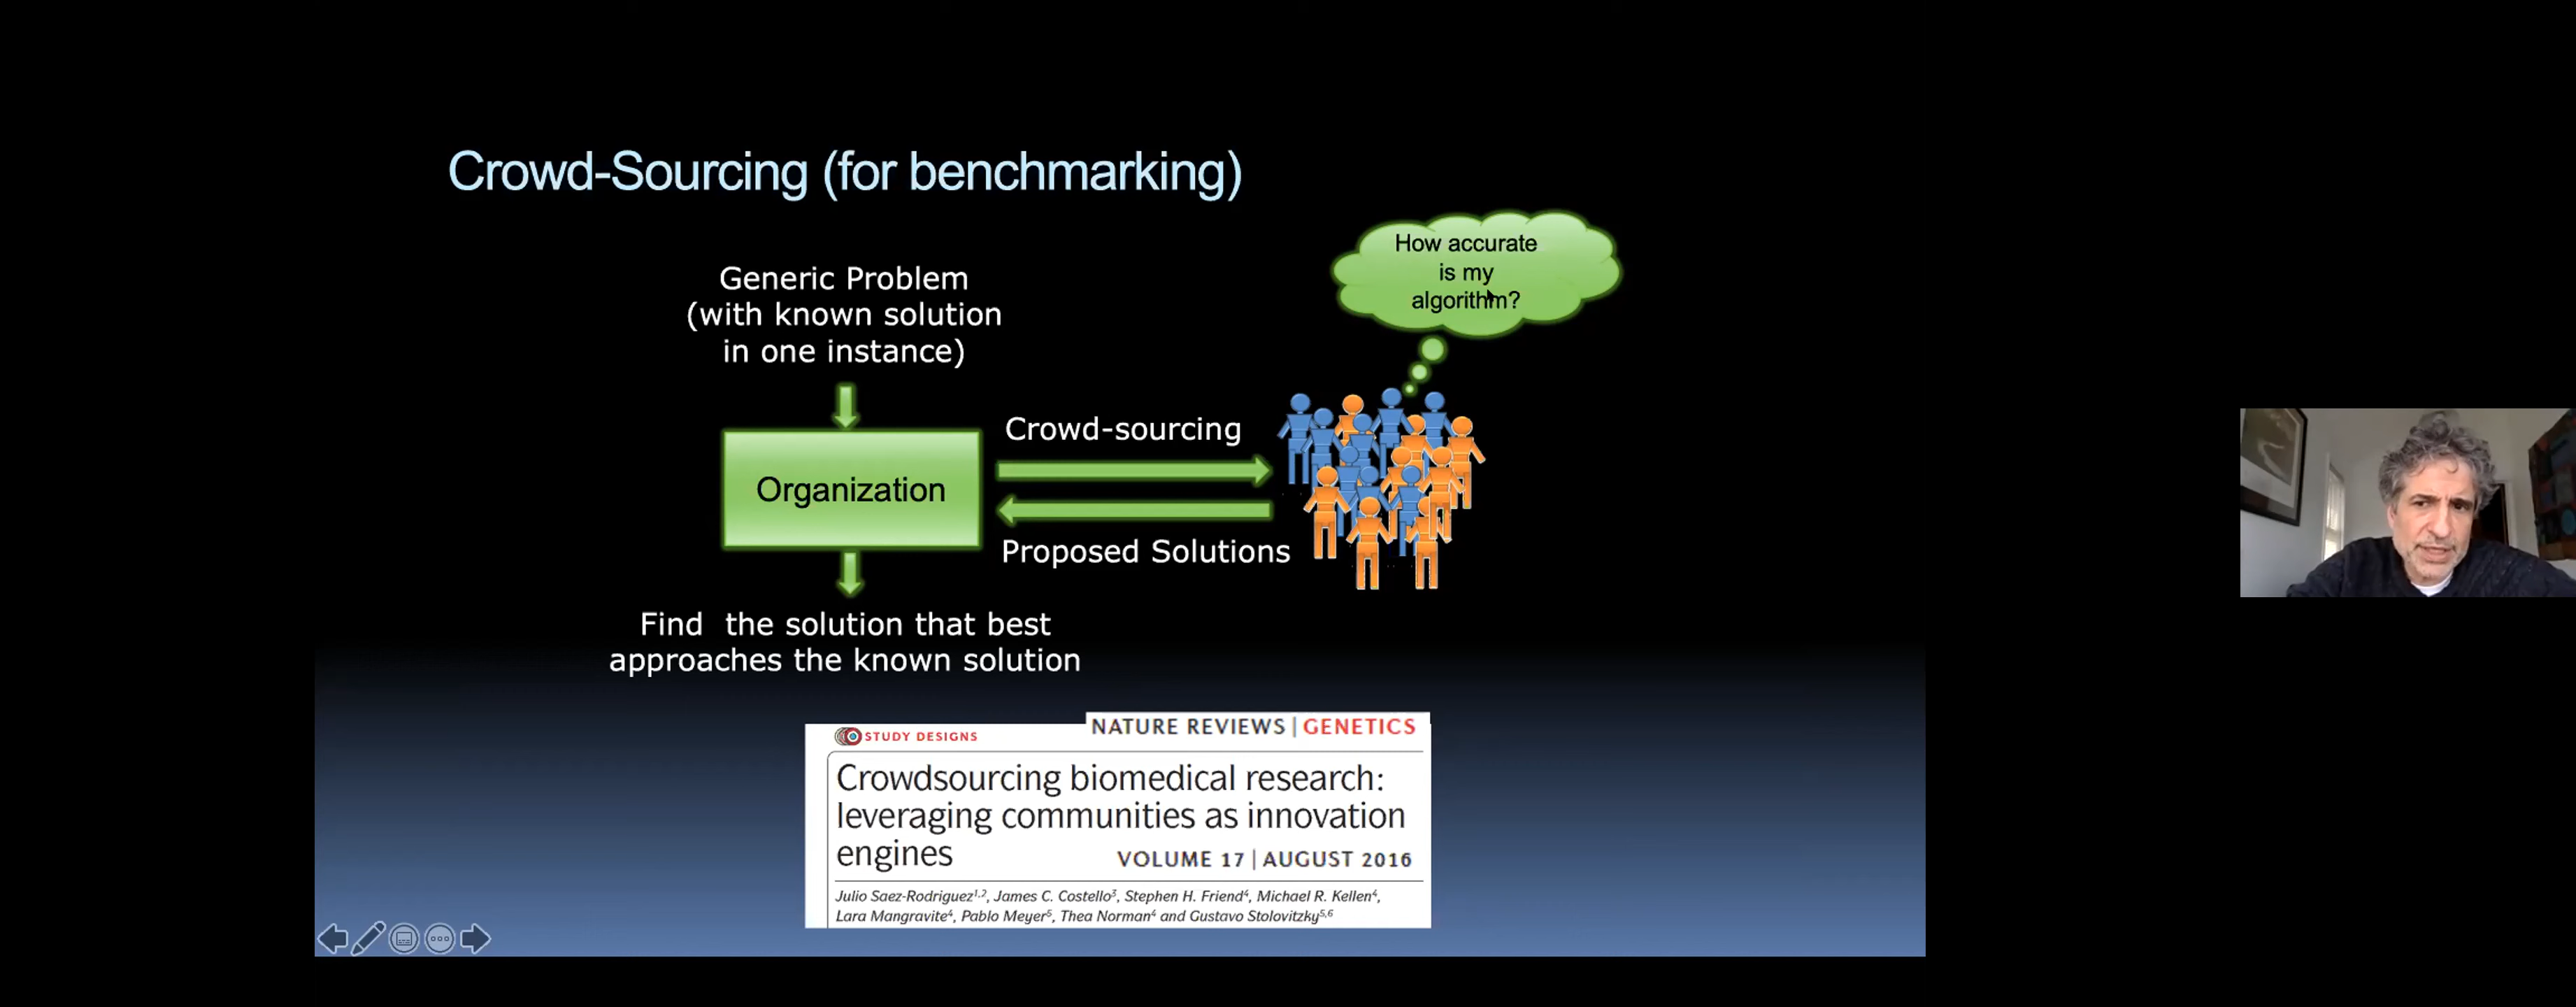 Crowd-Sourcing (for benchmarking)
How accurate
is my
algorithm?
Generic Problem
(with known solution
in one instance)
Crowd-sourcing
Organization
Proposed Solutions
Find the solution that best
approaches the known solution
NATURE REVIEWS | GENETICS
STUDY DESIGNS
Crowdsourcing biomedical research:
leveraging communities as innovation
engines
VOLUME 17 | AUGUST 2016
Julio Saez-Rodriguez1,2, James C. Costello3, Stephen H. Friend4, Michael R. Kellen4,
Lara Mangravite4, Pablo Meyer5, Thea Norman4 and Gustavo Stolovitzky5,6